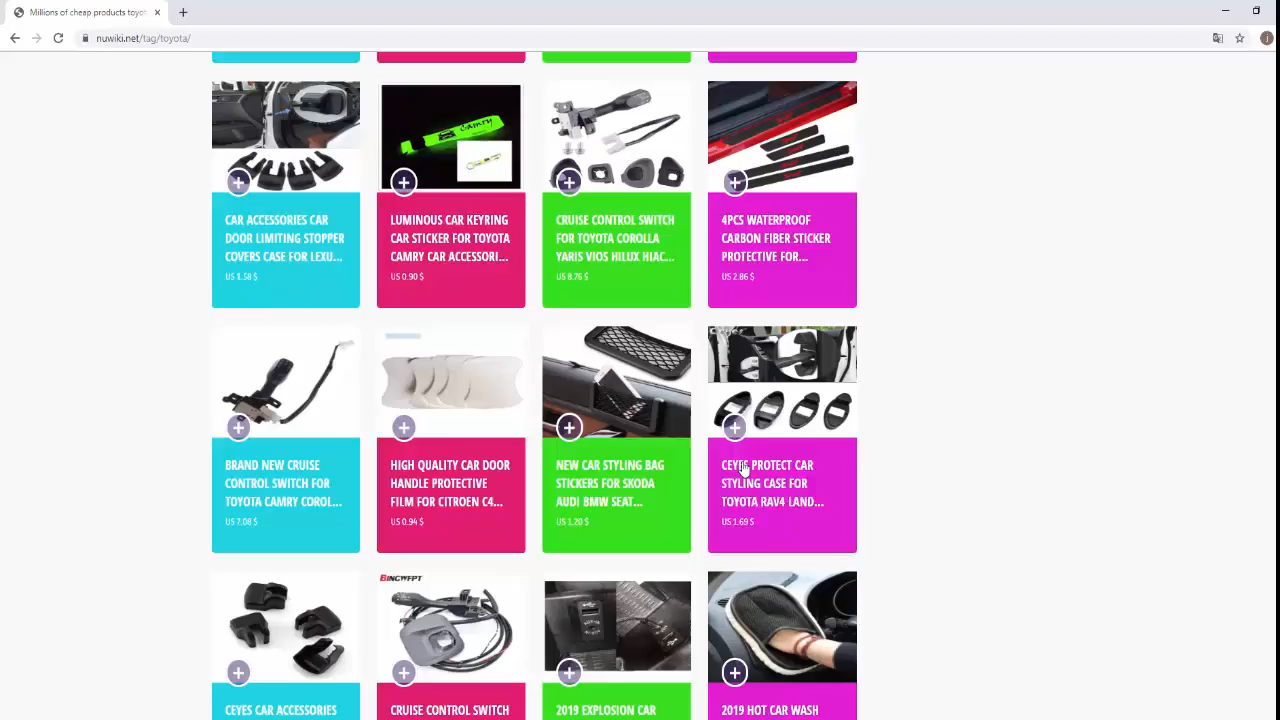 Millions of cheap products toyot
nuwiki.net/tag/toyota/
Camry
CAR ACCESSORIES CAR
DOOR LIMITING STOPPER
COVERS CASE FOR LEXU...
US 1.58 $
LUMINOUS CAR KEYRING
CAR STICKER FOR TOYOTA
CAMRY CAR ACCESSORI...
US 0.90 $
CRUISE CONTROL SWITCH
FOR TOYOTA COROLLA
YARIS VIOS HILUX HIAC...
US 8.76 $
4PCS WATERPROOF
CARBON FIBER STICKER
PROTECTIVE FOR...
US 2.86 $
BRAND NEW CRUISE
CONTROL SWITCH FOR
TOYOTA CAMRY COROL...
US 7.08 $
HIGH QUALITY CAR DOOR
HANDLE PROTECTIVE
FILM FOR CITROEN C4...
US 0.94 $
NEW CAR STYLING BAG
STICKERS FOR SKODA
AUDI BMW SEAT...
US 1.20 $
Ceyes
CEYES PROTECT CAR
STYLING CASE FOR
TOYOTA RAV4 LAND...
US 1.69 $
CEYES CAR ACCESSORIES
BINGWFPT
CRUISE CONTROL SWITCH
2019 EXPLOSION CAR
2019 HOT CAR WASH